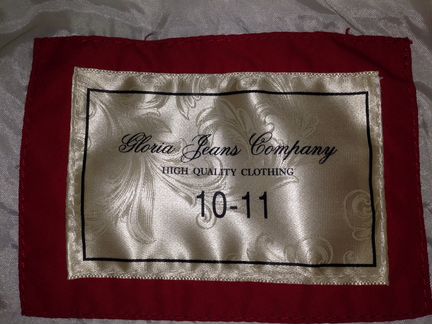 Gloria Jeans Company
HIGH QUALITY CLOTHING
10-11